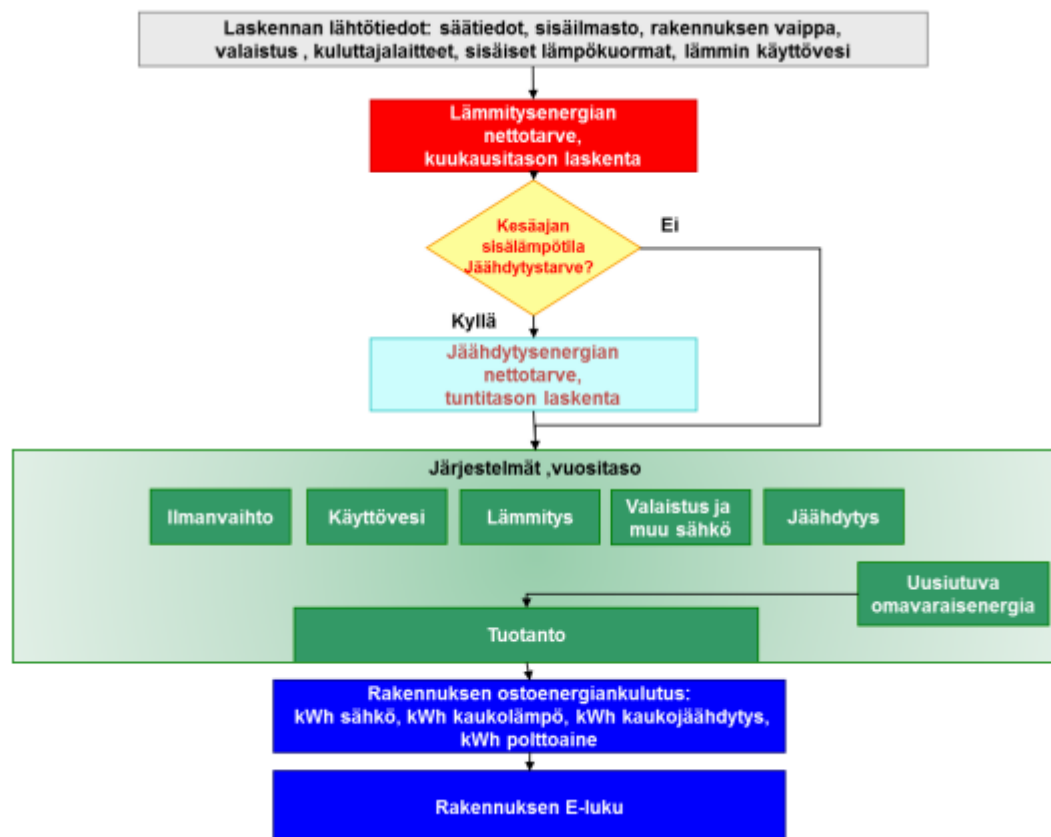 Laskennan lähtötiedot: säätiedot, sisäilmasto, rakennuksen vaippa,
valaistus , kuluttajalaitteet, sisäiset lämpökuormat, lämmin käyttövesi
Lämmitysenergian
nettotarve,
kuukausitason laskenta
Kesäajan
sisälämpötila
Jäähdytystarve?
Ei
Kyllä
Jäähdytysenergian
nettotarve,
tuntitason laskenta
Järjestelmät ,vuositaso
Ilmanvaihto
Käyttövesi
Lämmitys
Valaistus ja
muu sähkö
Jäähdytys
Uusiutuva
omavaraisenergia
Tuotanto
Rakennuksen ostoenergiankulutus:
kWh sähkö, kWh kaukolämpö, kWh kaukojäähdytys,
kWh polttoaine
Rakennuksen E-luku